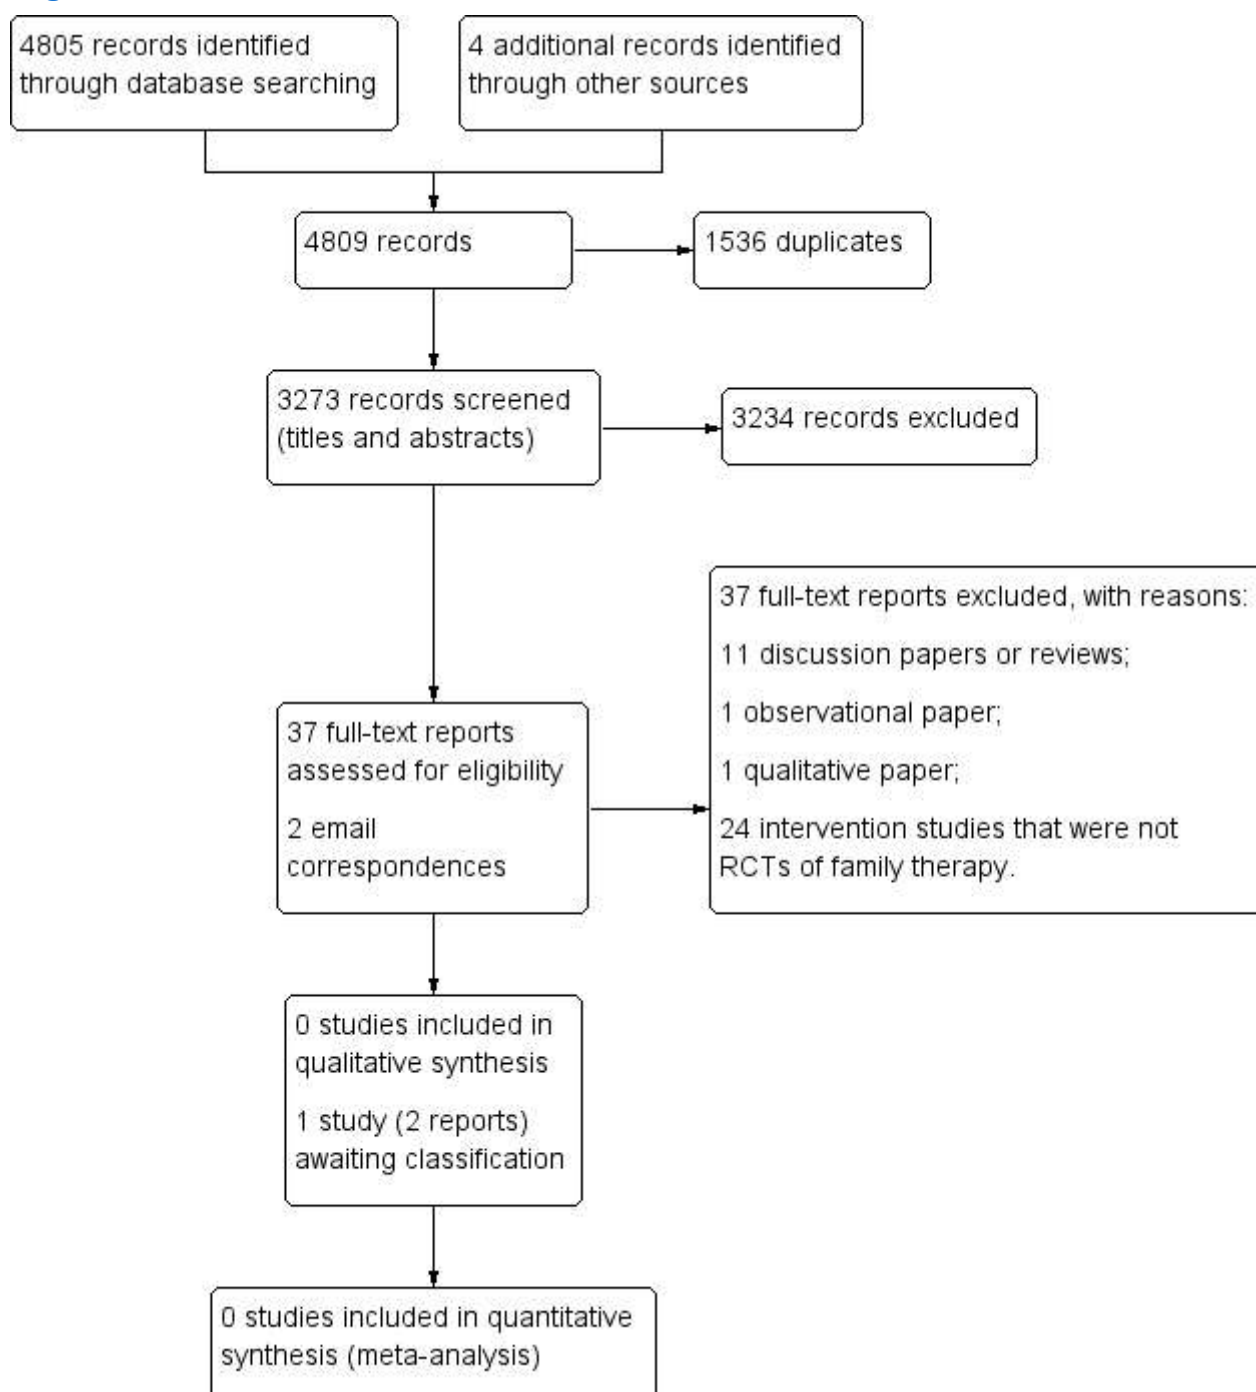 4805 records identified
through database searching
4 additional records identified
through other sources
4809 records
1536 duplicates
3273 records screened
(titles and abstracts)
3234 records excluded
37 full-text reports
assessed for eligibility
2 email
correspondences
37 full-text reports excluded, with reasons:
11 discussion papers or reviews;
1 observational paper;
1 qualitative paper;
24 intervention studies that were not
RCTs of family therapy.
0 studies included in
qualitative synthesis
1 study (2 reports)
awaiting classification
0 studies included in quantitative
synthesis (meta-analysis)